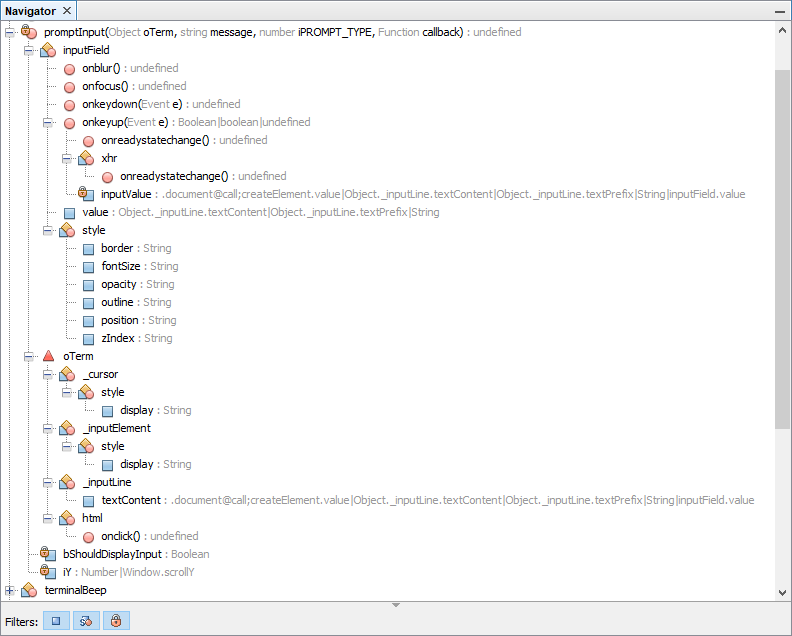 Navigator
promptInput(Object oTerm, string message, number iPROMPT_TYPE, Function callback) : undefined
inputField
onblur() : undefined
onfocus() : undefined
onkeydown(Event e) : undefined
onkeyup(Event e) : Boolean|boolean|undefined
onreadystatechange() : undefined
xhr
onreadystatechange() : undefined
inputValue : .document@call;createElement.value|Object._inputLine.textContent|Object._inputLine.textPrefix|String|inputField.value
value : Object._inputLine.textContent|Object._inputLine.textPrefix|String
style
border : String
fontSize : String
opacity : String
outline : String
position : String
zIndex : String
oTerm
_cursor
style
display : String
_inputElement
style
display : String
_inputLine
textContent : .document@call;createElement.value|Object._inputLine.textContent|Object._inputLine.textPrefix|String|inputField.value
html
onclick() : undefined
bShouldDisplayInput : Boolean
iY : Number|Window.scrollY
terminalBeep
Filters: